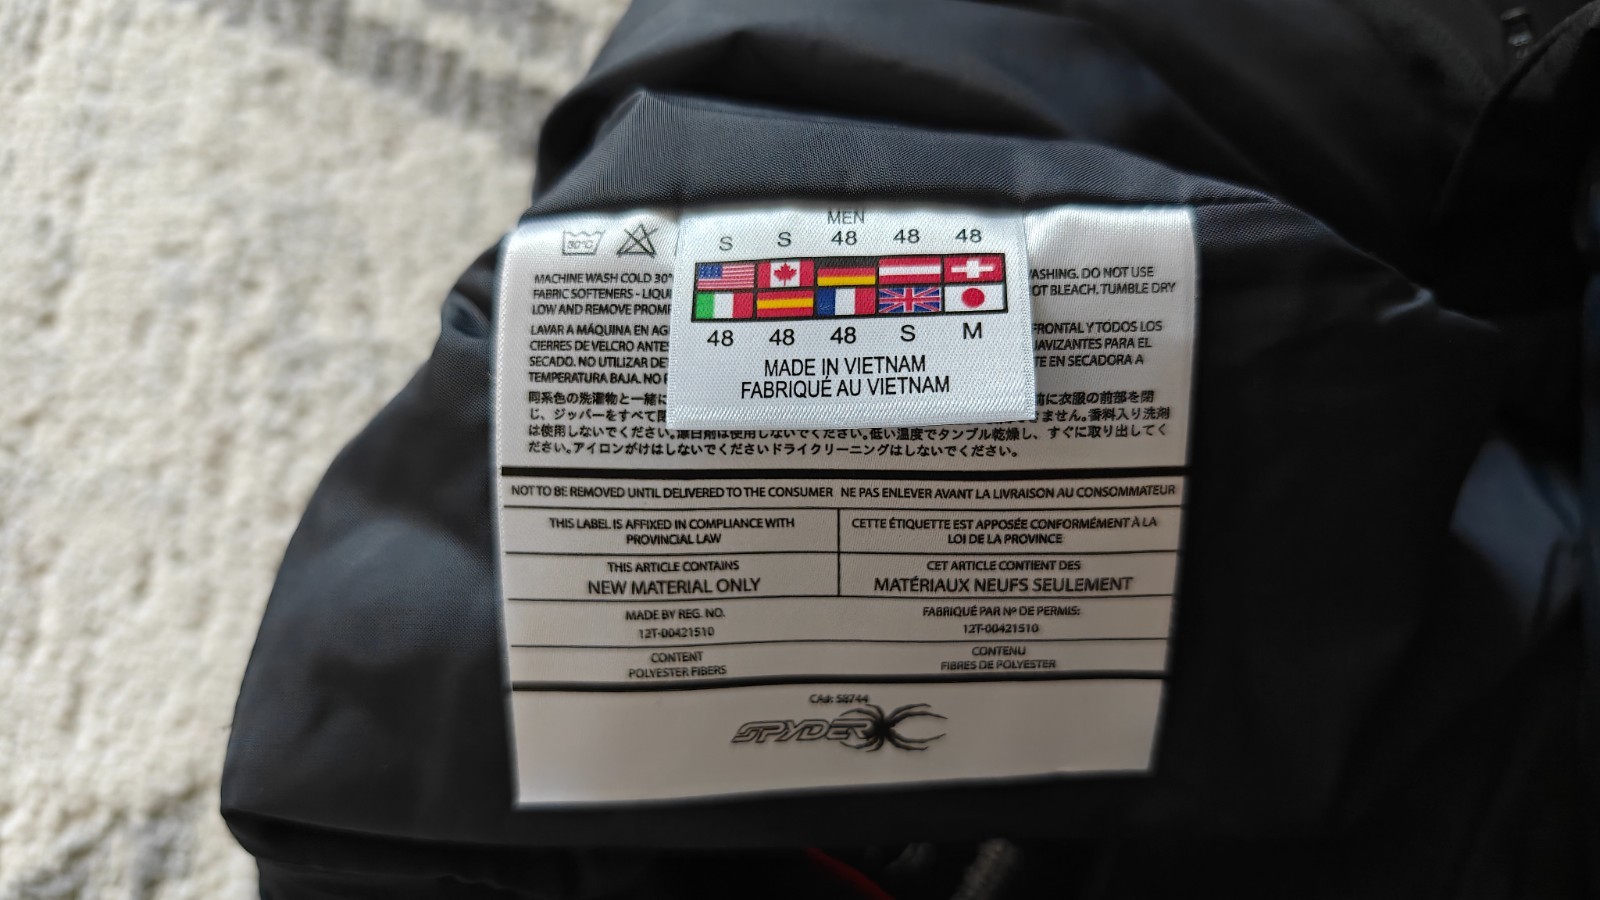 MEN
S S 48 48 48
48 48 48 S M
MADE IN VIETNAM
FABRIQUÉ AU VIETNAM
30°C
MACHINE WASH COLD 30°
FABRIC SOFTENERS - LIQU
LOW AND REMOVE PROM
ASHING. DO NOT USE
OT BLEACH. TUMBLE DRY
LAVAR A MÁQUINA EN AG
CIERRES DE VELCRO ANTES
SECADO. NO UTILIZAR DE
TEMPERATURA BAJA. NO
FRONTAL Y TODOS LOS
AVIZANTES PARA EL
TE EN SECADORA A
同系色の洗濯物と一緒に
前に衣服の前部を閉
じ、ジッパーをすべて
ません。香料入り洗剤
は使用しないでください。漂白剤は使用しないでください。低い温度でタンブル乾燥し、すぐに取り出してく
ださい。アイロンがけはしないでくださいドライクリーニングはしないでください。
NOT TO BE REMOVED UNTIL DELIVERED TO THE CONSUMER NE PAS ENLEVER AVANT LA LIVRAISON AU CONSOMMATEUR
THIS LABEL IS AFFIXED IN COMPLIANCE WITH
PROVINCIAL LAW
CETTE ÉTIQUETTE EST APPOSÉE CONFORMÉMENT À LA
LOI DE LA PROVINCE
THIS ARTICLE CONTAINS
NEW MATERIAL ONLY
CET ARTICLE CONTIENT DES
MATÉRIAUX NEUFS SEULEMENT
MADE BY REG. NO.
12T-00421510
FABRIQUÉ PAR Nº DE PERMIS:
12T-00421510
CONTENT
POLYESTER FIBERS
CONTENU
FIBRES DE POLYESTER
CA#: 58744
SPYDER